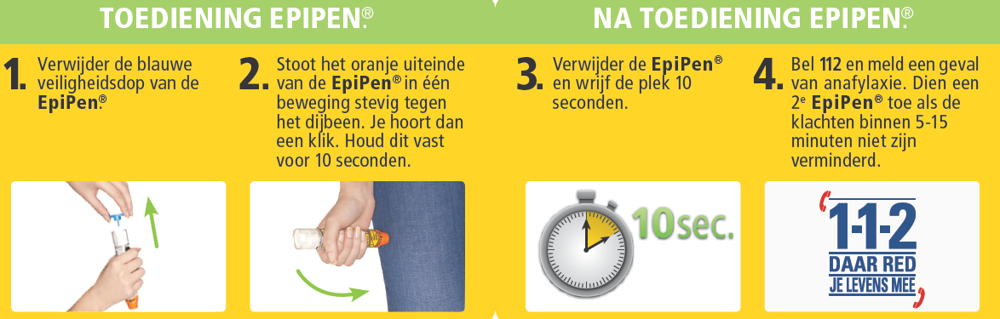 TOEDIENING EPIPEN®.
1. Verwijder de blauwe
veiligheidsdop van de
EpiPen®.
2. Stoot het oranje uiteinde
van de EpiPen® in één
beweging stevig tegen
het dijbeen. Je hoort dan
een klik. Houd dit vast
voor 10 seconden.
NA TOEDIENING EPIPEN®.
3. Verwijder de EpiPen®
en wrijf de plek 10
seconden.
4. Bel 112 en meld een geval
van anafylaxie. Dien een
2e EpiPen® toe als de
klachten binnen 5-15
minuten niet zijn
verminderd.
10 sec.
1-1-2
DAAR RED
JE LEVENS MEE